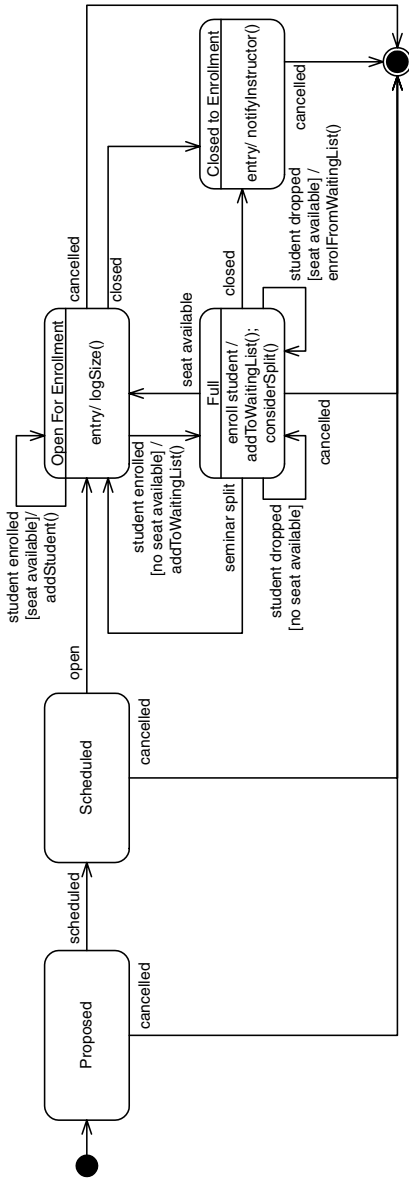 Proposed
scheduled
cancelled
Scheduled
open
cancelled
student enrolled
[seat available]/
addStudent()
Open For Enrollment
entry/ logSize()
cancelled
closed
student enrolled
[no seat available] /
addToWaitingList()
seat available
seminar split
Full
enroll student /
addToWaitingList();
considerSplit()
closed
student dropped
[no seat available]
cancelled
student dropped
[seat available] /
enrolFromWaitingList()
Closed to Enrollment
entry/ notifyInstructor()
cancelled